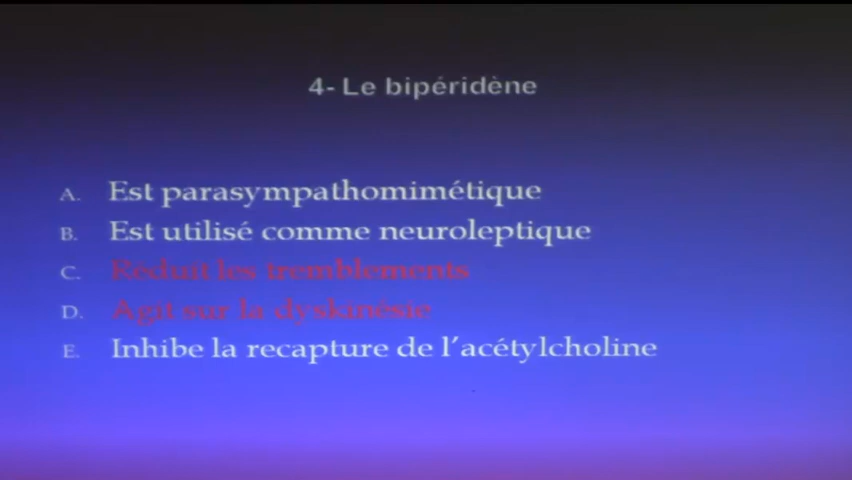 4- Le bipéridène
A. Est parasympathomimétique
B. Est utilisé comme neuroleptique
C. Réduit les tremblements
D. Agit sur la dyskinésie
E. Inhibe la recapture de l'acétylcholine